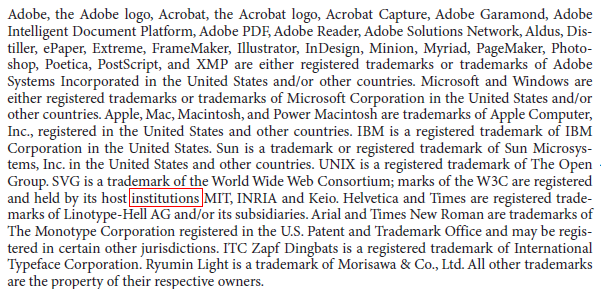 Adobe, the Adobe logo, Acrobat, the Acrobat logo, Acrobat Capture, Adobe Garamond, Adobe
Intelligent Document Platform, Adobe PDF, Adobe Reader, Adobe Solutions Network, Aldus, Dis-
tiller, ePaper, Extreme, FrameMaker, Illustrator, InDesign, Minion, Myriad, PageMaker, Photo-
shop, Poetica, PostScript, and XMP are either registered trademarks or trademarks of Adobe
Systems Incorporated in the United States and/or other countries. Microsoft and Windows are
either registered trademarks or trademarks of Microsoft Corporation in the United States and/or
other countries. Apple, Mac, Macintosh, and Power Macintosh are trademarks of Apple Computer,
Inc., registered in the United States and other countries. IBM is a registered trademark of IBM
Corporation in the United States. Sun is a trademark or registered trademark of Sun Microsys-
tems, Inc. in the United States and other countries. UNIX is a registered trademark of The Open
Group. SVG is a trademark of the World Wide Web Consortium; marks of the W3C are registered
and held by its host institutions MIT, INRIA and Keio. Helvetica and Times are registered trade-
marks of Linotype-Hell AG and/or its subsidiaries. Arial and Times New Roman are trademarks of
The Monotype Corporation registered in the U.S. Patent and Trademark Office and may be regis-
tered in certain other jurisdictions. ITC Zapf Dingbats is a registered trademark of International
Typeface Corporation. Ryumin Light is a trademark of Morisawa & Co., Ltd. All other trademarks
are the property of their respective owners.